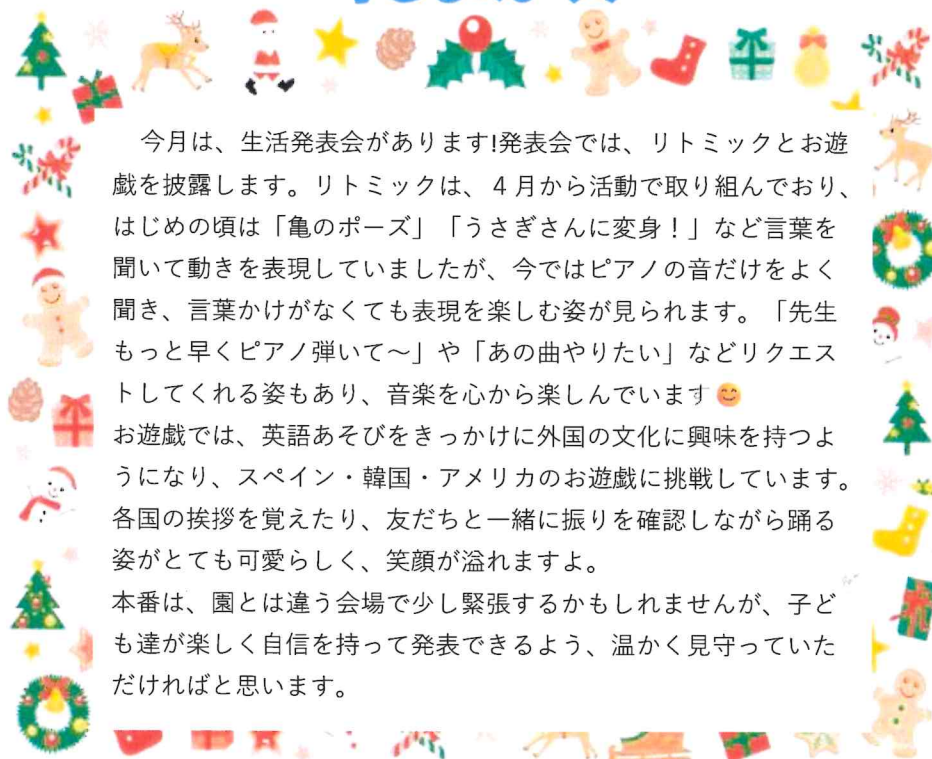 今月は、生活発表会があります!発表会では、リトミックとお遊
戯を披露します。リトミックは、４月から活動で取り組んでおり、
はじめの頃は「亀のポーズ」「うさぎさんに変身！」など言葉を
聞いて動きを表現していましたが、今ではピアノの音だけをよく
聞き、言葉かけがなくても表現を楽しむ姿が見られます。「先生
もっと早くピアノ弾いて～」や「あの曲やりたい」などリクエス
トしてくれる姿もあり、音楽を心から楽しんでいます😊
お遊戯では、英語あそびをきっかけに外国の文化に興味を持つよ
うになり、スペイン・韓国・アメリカのお遊戯に挑戦しています。
各国の挨拶を覚えたり、友だちと一緒に振りを確認しながら踊る
姿がとても可愛らしく、笑顔が溢れますよ。
本番は、園とは違う会場で少し緊張するかもしれませんが、子ど
も達が楽しく自信を持って発表できるよう、温かく見守っていた
だければと思います。